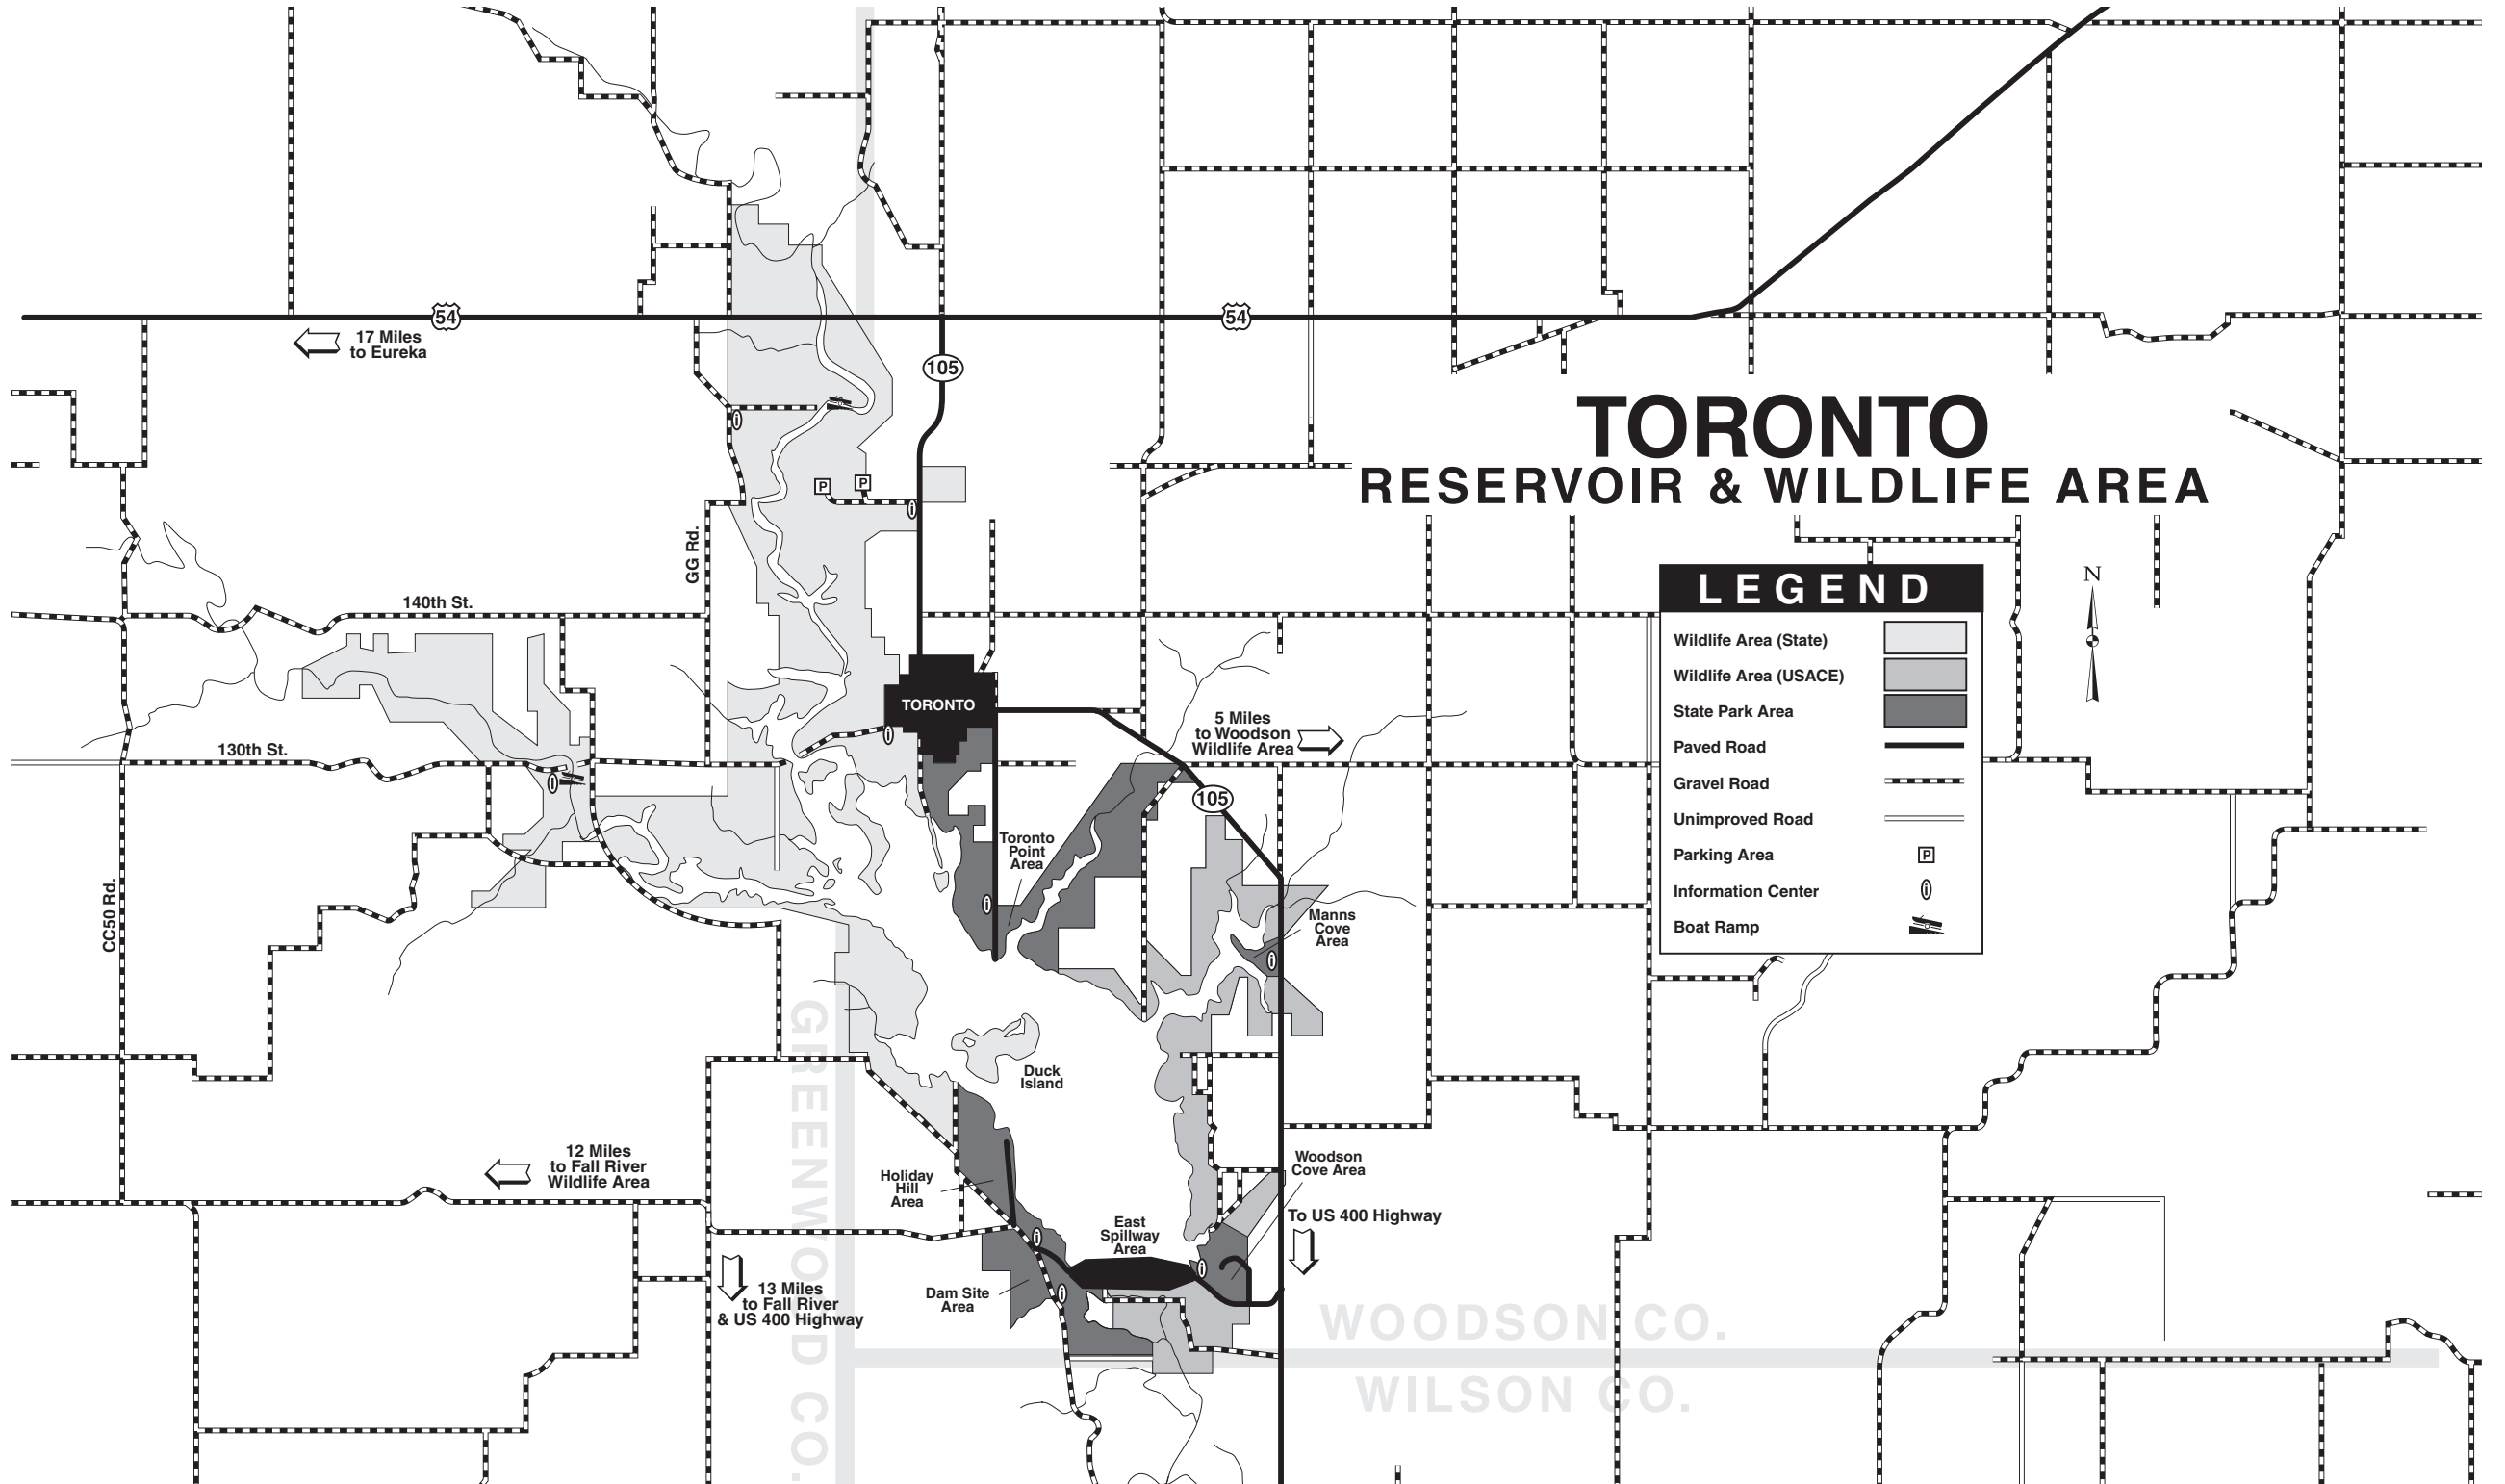 54
54
17 Miles
to Eureka
105
TORONTO
RESERVOIR & WILDLIFE AREA
P
P
i
i
GG Rd.
140th St.
LEGEND
Wildlife Area (State)
Wildlife Area (USACE)
State Park Area
Paved Road
Gravel Road
Unimproved Road
Parking Area
P
Information Center
i
Boat Ramp
N
TORONTO
i
5 Miles
to Woodson
Wildlife Area
130th St.
i
105
Toronto
Point
Area
i
CC50 Rd.
Manns
Cove
Area
i
Duck
Island
GREENWOOD CO.
12 Miles
to Fall River
Wildlife Area
Holiday
Hill
Area
Woodson
Cove Area
To US 400 Highway
East
Spillway
Area
i
i
i
13 Miles
to Fall River
& US 400 Highway
Dam Site
Area
WOODSON CO.
WILSON CO.